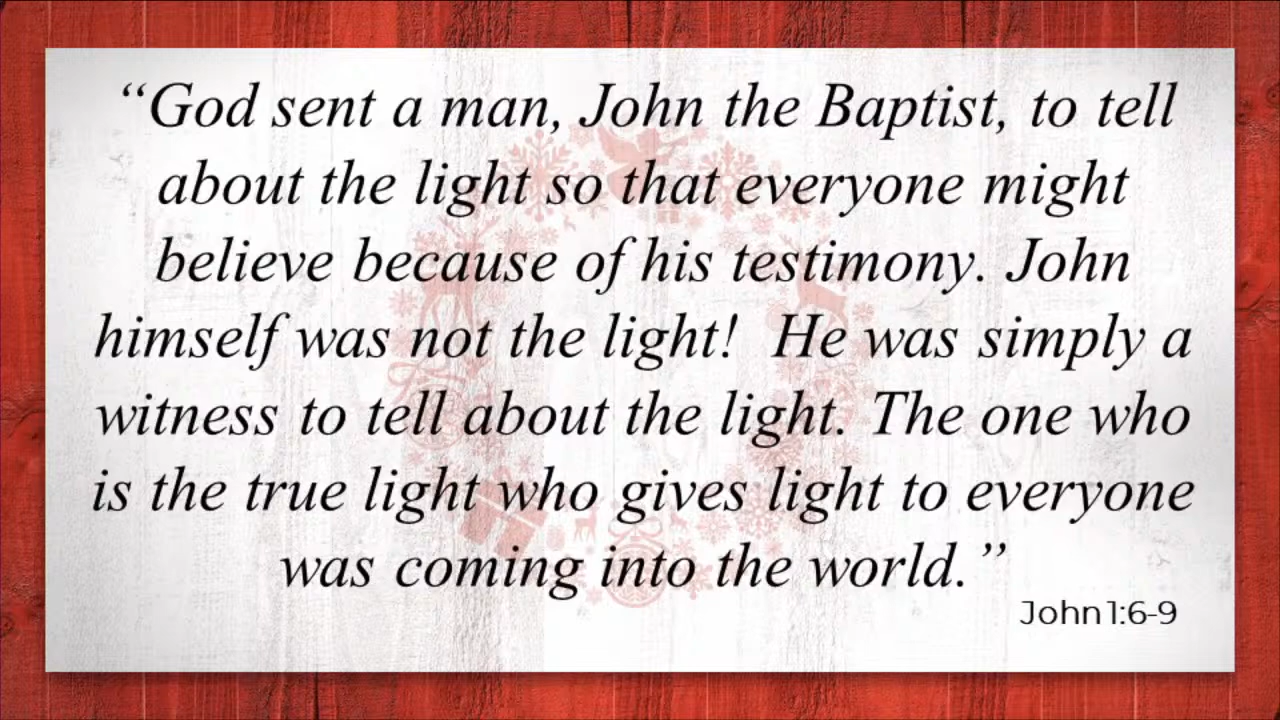 “God sent a man, John the Baptist, to tell
about the light so that everyone might
believe because of his testimony. John
himself was not the light!  He was simply a
witness to tell about the light. The one who
is the true light who gives light to everyone
was coming into the world.”
John 1:6-9